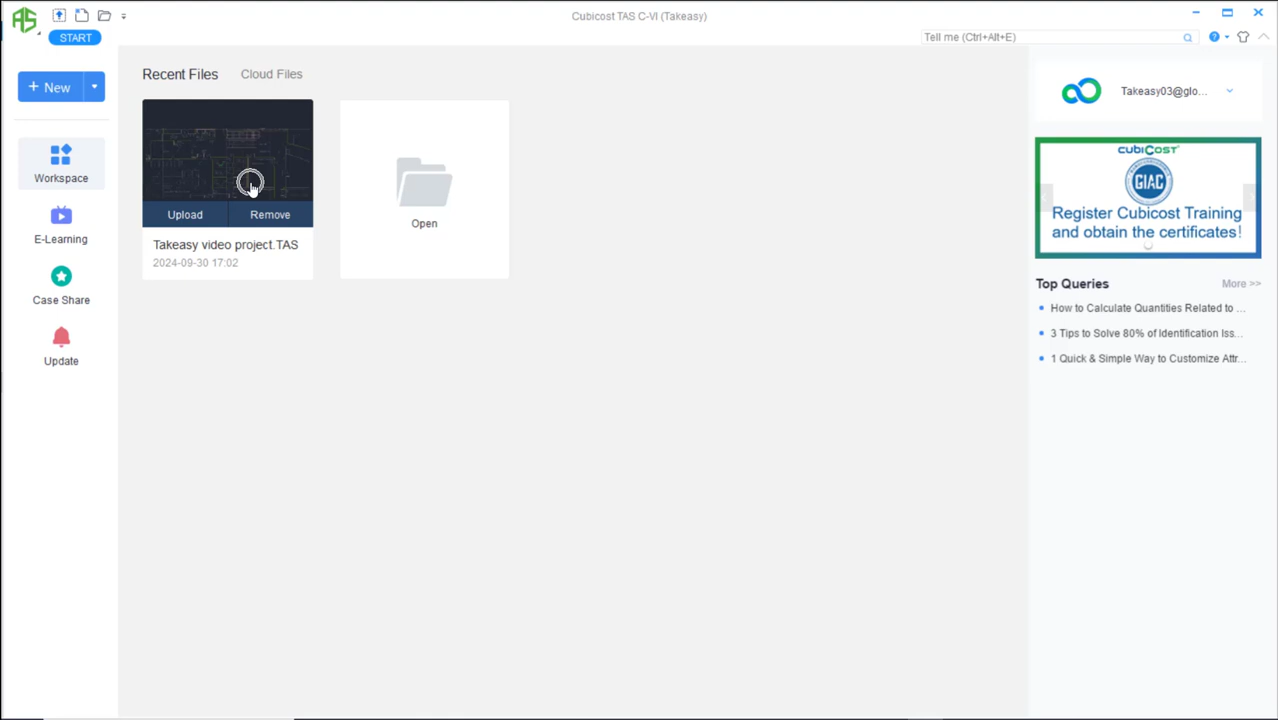 AS
Cubicost TAS C-VI (Takeasy)
START
Tell me (Ctrl+Alt+E)
+ New
Workspace
E-Learning
Case Share
Update
Recent Files
Cloud Files
Upload
Remove
Takeasy video project.TAS
2024-09-30 17:02
Open
Takeasy03@glo...
CUBICOST
GIAC
Register Cubicost Training
and obtain the certificates!
Top Queries
More >>
How to Calculate Quantities Related to ...
3 Tips to Solve 80% of Identification Iss...
1 Quick & Simple Way to Customize Attr...